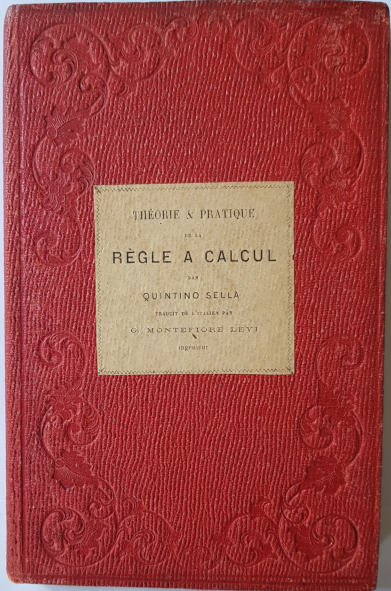 THÉORIE & PRATIQUE
DE LA
RÈGLE A CALCUL
PAR
QUINTINO SELLA
TRADUIT DE L'ITALIEN PAR
G. MONTEFIORE LEVI
INGÉNIEUR